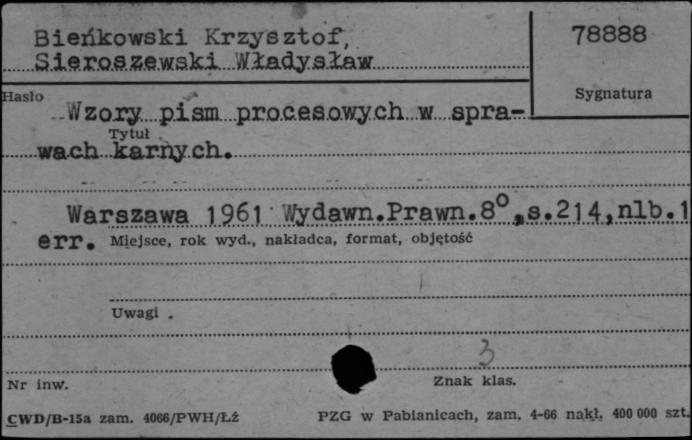 Bieńkowski Krzysztof,
78888
Sieroszewski Władysław
Hasło
Sygnatura
Wzory pism procesowych w spra-
Tytuł
wach karnych.
Warszawa 1961 Wydawn.Prawn.8°,s.214,nlb.1
err. Miejsce, rok wyd., nakładca, format, objętość
Uwagi
3
Nr inw.
Znak klas.
CWD/B-15a zam. 4066/PWH/Łź
PZG w Pabianicach, zam. 4-66 nakł. 400 000 szt.